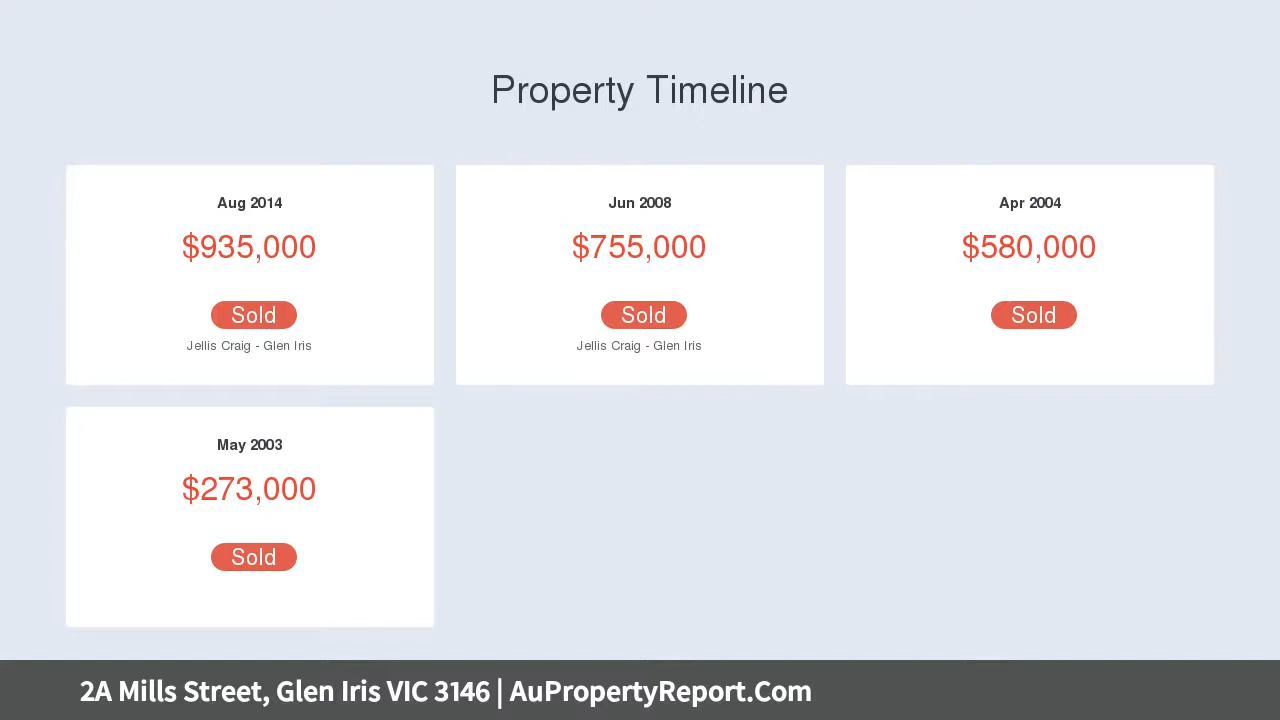 Property Timeline
Aug 2014
$935,000
Sold
Jellis Craig - Glen Iris
Jun 2008
$755,000
Sold
Jellis Craig - Glen Iris
Apr 2004
$580,000
Sold
May 2003
$273,000
Sold
2A Mills Street, Glen Iris VIC 3146 | AuPropertyReport.Com